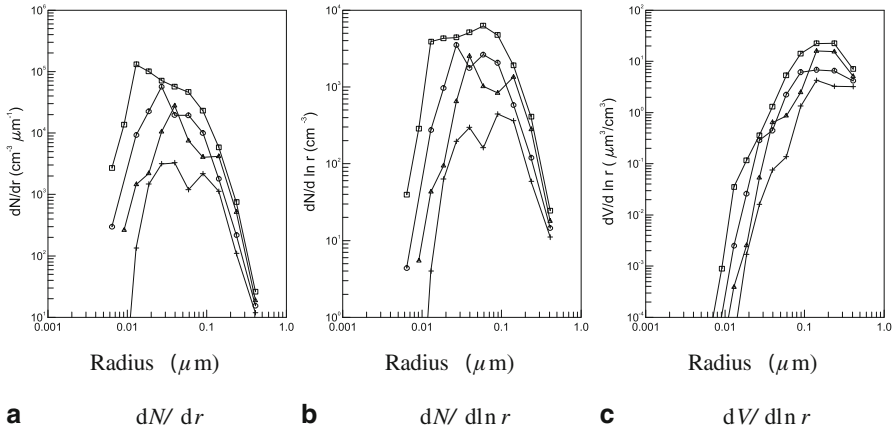 10⁶
10⁵
10⁴
10³
10²
10¹
dN/dr (cm⁻³ μm⁻¹)
0.001 0.01 0.1 1.0
Radius (μm)
a dN/ dr
10⁴
10³
10²
10¹
10⁰
dN/d ln r (cm⁻³)
0.001 0.01 0.1 1.0
Radius (μm)
b dN/ dln r
10²
10¹
10⁰
10⁻¹
10⁻²
10⁻³
10⁻⁴
dV/d ln r ( μm³/cm³)
0.001 0.01 0.1 1.0
Radius (μm)
c dV/ dln r